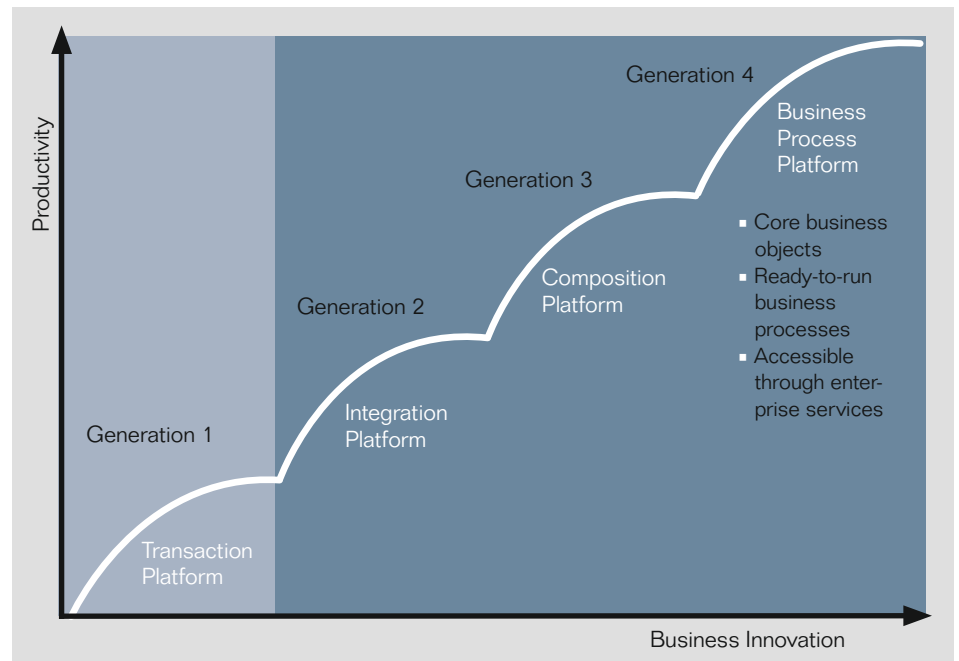 Productivity
Generation 1
Transaction
Platform
Generation 2
Integration
Platform
Generation 3
Composition
Platform
Generation 4
Business
Process
Platform
▪ Core business
objects
▪ Ready-to-run
business
processes
▪ Accessible
through enter-
prise services
Business Innovation